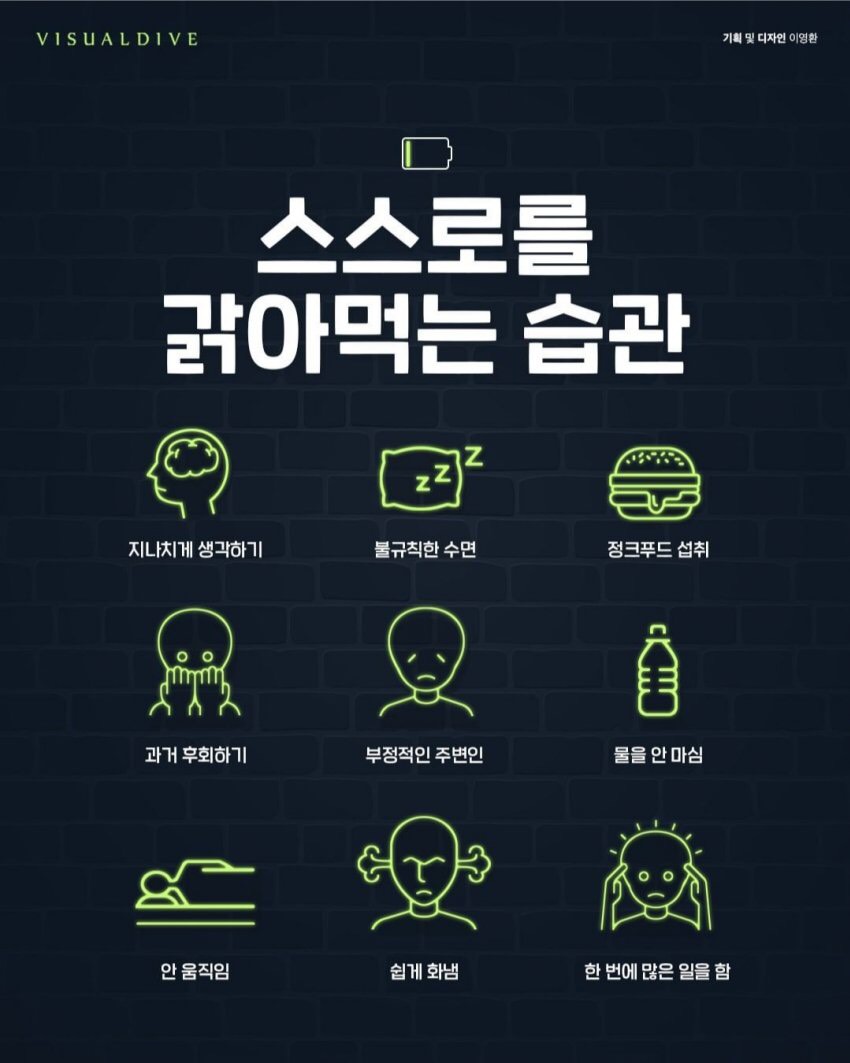 VISUALDIVE
기획 및 디자인 이영환
스스로를
갉아먹는 습관
z z z
지나치게 생각하기
불규칙한 수면
정크푸드 섭취
과거 후회하기
부정적인 주변인
물을 안 마심
안 움직임
쉽게 화냄
한 번에 많은 일을 함